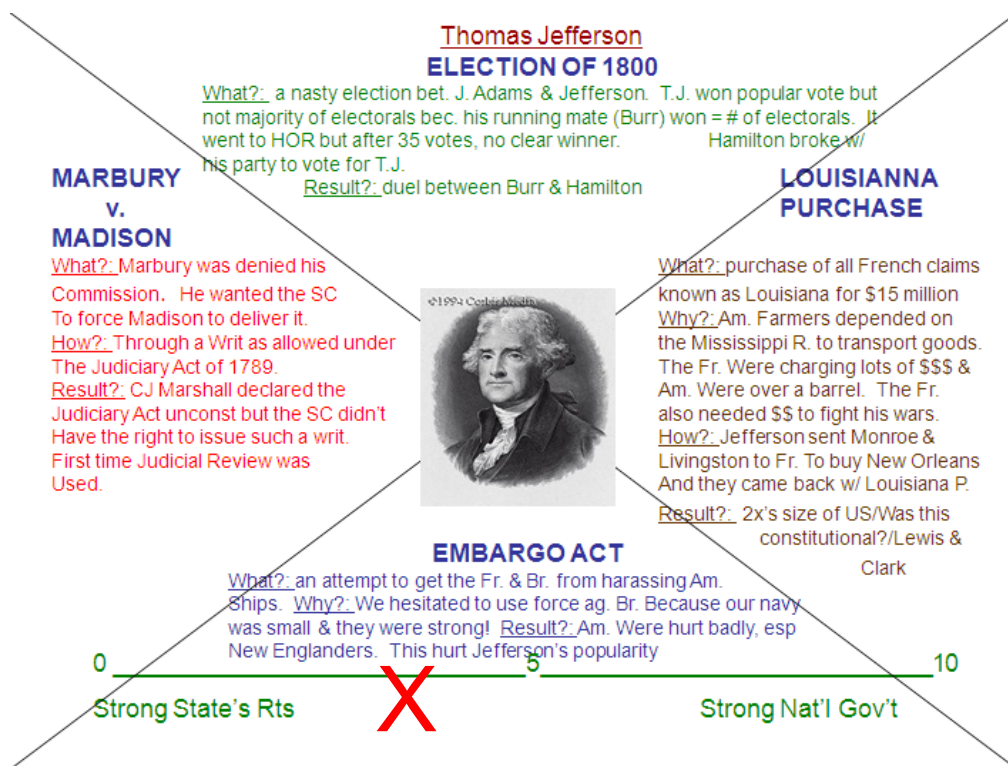 Thomas Jefferson
ELECTION OF 1800
What?: a nasty election bet. J. Adams & Jefferson. T.J. won popular vote but
not majority of electorals bec. his running mate (Burr) won = # of electorals. It
went to HOR but after 35 votes, no clear winner. Hamilton broke w/
his party to vote for T.J.
Result?: duel between Burr & Hamilton
MARBURY
v.
MADISON
What?: Marbury was denied his
Commission. He wanted the SC
To force Madison to deliver it.
How?: Through a Writ as allowed under
The Judiciary Act of 1789.
Result?: CJ Marshall declared the
Judiciary Act unconst but the SC didn't
Have the right to issue such a writ.
First time Judicial Review was
Used.
LOUISIANNA
PURCHASE
What?: purchase of all French claims
known as Louisiana for $15 million
Why?: Am. Farmers depended on
the Mississippi R. to transport goods.
The Fr. Were charging lots of $$$ &
Am. Were over a barrel. The Fr.
also needed $$ to fight his wars.
How?: Jefferson sent Monroe &
Livingston to Fr. To buy New Orleans
And they came back w/ Louisiana P.
Result?: 2x's size of US/Was this
constitutional?/Lewis &
Clark
©1994 Corbis Media
EMBARGO ACT
What?: an attempt to get the Fr. & Br. from harassing Am.
Ships. Why?: We hesitated to use force ag. Br. Because our navy
was small & they were strong! Result?: Am. Were hurt badly, esp
New Englanders. This hurt Jefferson's popularity
0 5 10
X
Strong State's Rts Strong Nat'l Gov't